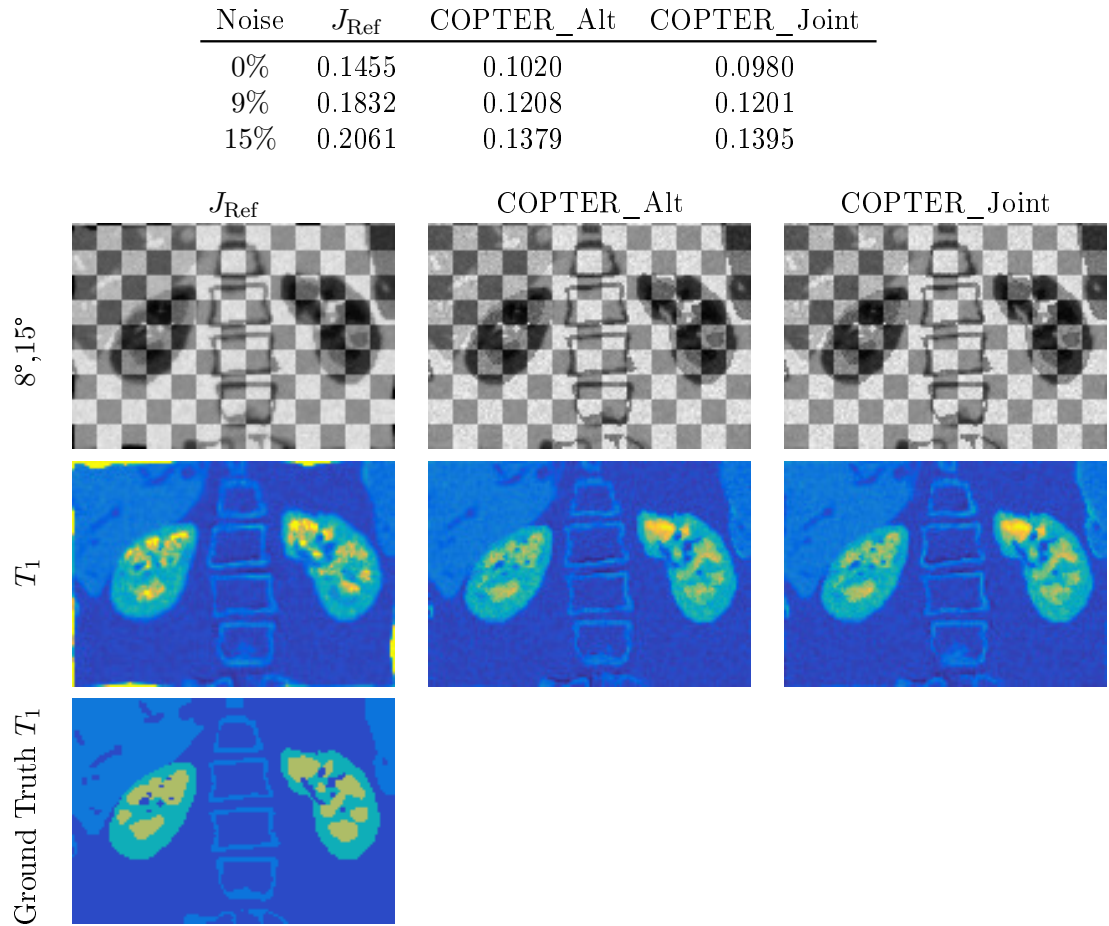 Noise J_Ref COPTER_Alt COPTER_Joint
0% 0.1455 0.1020 0.0980
9% 0.1832 0.1208 0.1201
15% 0.2061 0.1379 0.1395
J_Ref COPTER_Alt COPTER_Joint
8°,15°
T_1
Ground Truth T_1